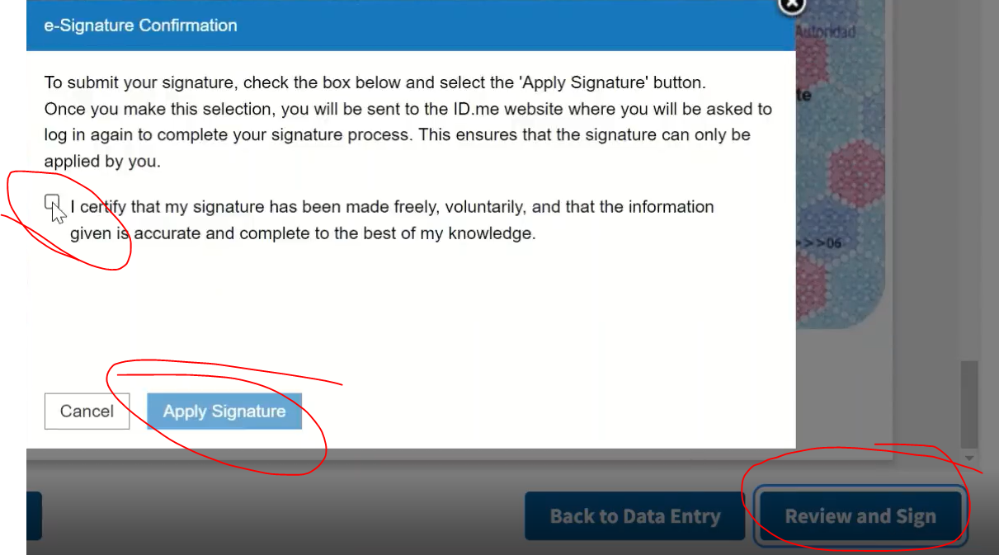 e-Signature Confirmation
To submit your signature, check the box below and select the 'Apply Signature' button.
Once you make this selection, you will be sent to the ID.me website where you will be asked to
log in again to complete your signature process. This ensures that the signature can only be
applied by you.
I certify that my signature has been made freely, voluntarily, and that the information
given is accurate and complete to the best of my knowledge.
Cancel
Apply Signature
Autoridad
te
>>>06
Back to Data Entry
Review and Sign